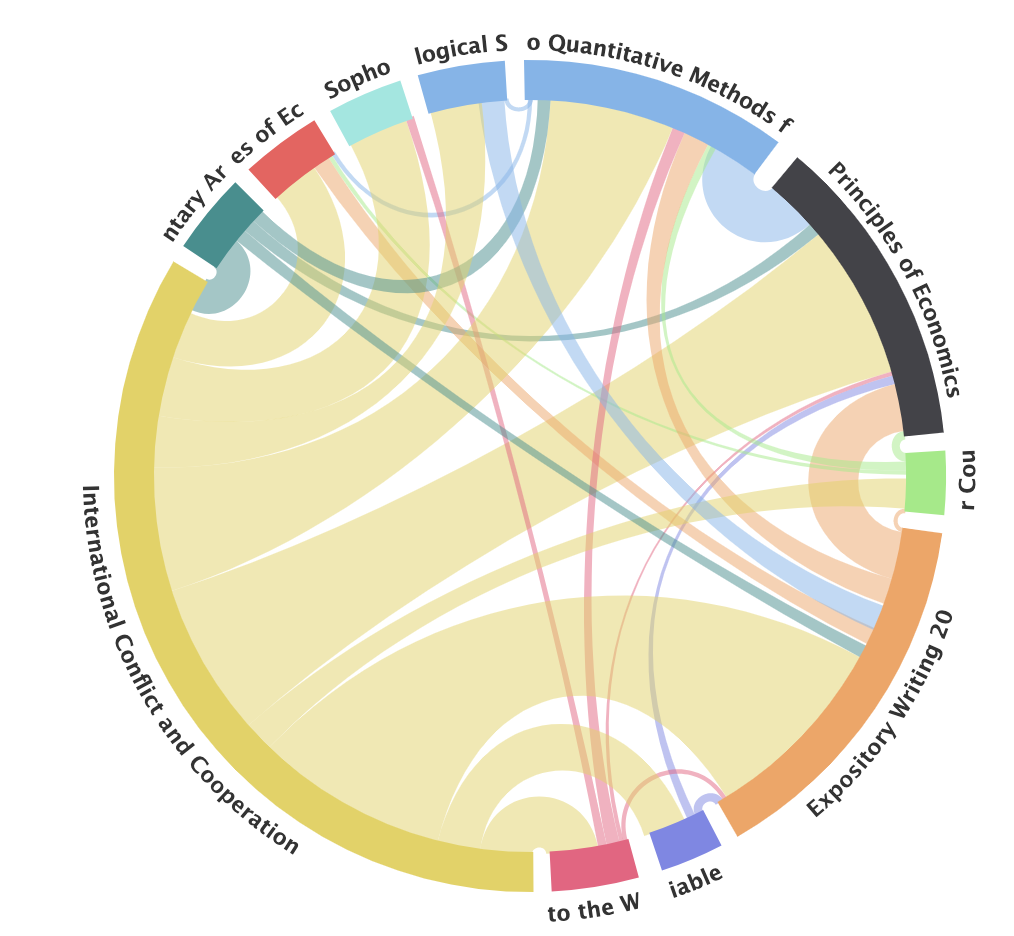 logical S
o Quantitative Methods f
Principles of Economics
r Cor
Expository Writing 20
iable
to the W
International Conflict and Cooperation
ntary Ar
es of Ec
Sopho